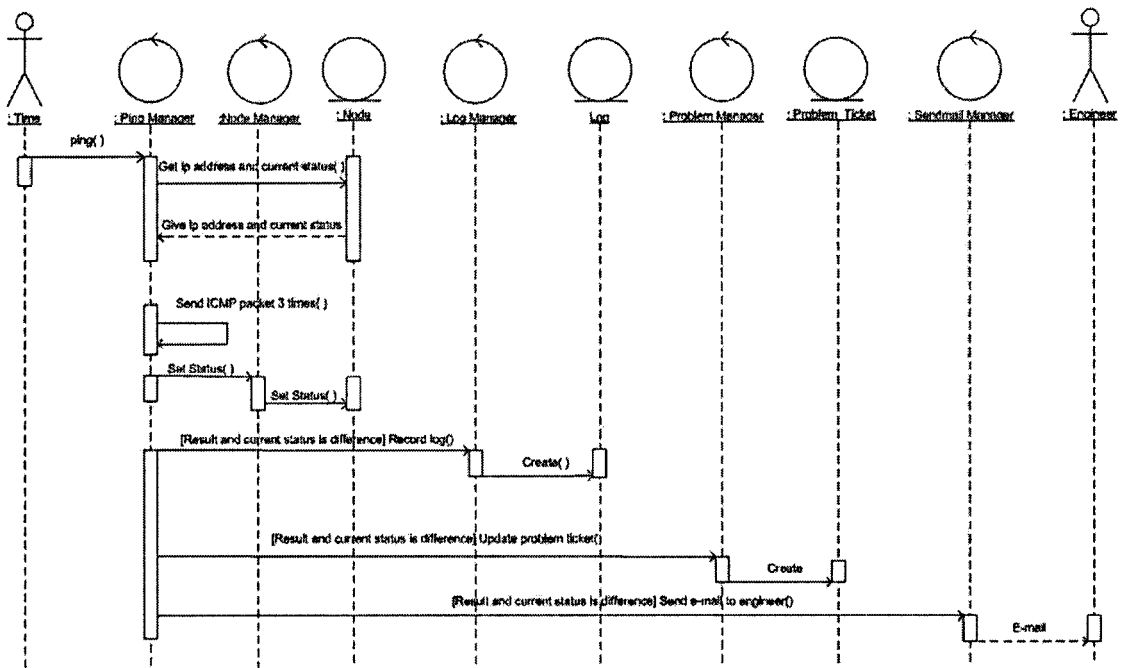 : Time
: Ping Manager
:Node Manager
: Node
: Log Manager
Log
: Problem Manager
: Problem_Ticket
: Sendmail Manager
: Engineer
ping( )
Get Ip address and current status( )
Give Ip address and current status
Send ICMP packet 3 times( )
Set Status( )
Set Status( )
[Result and current status is difference] Record log()
Create( )
[Result and current status is difference] Update problem ticket()
Create
[Result and current status is difference] Send e-mail to engineer()
E-mail